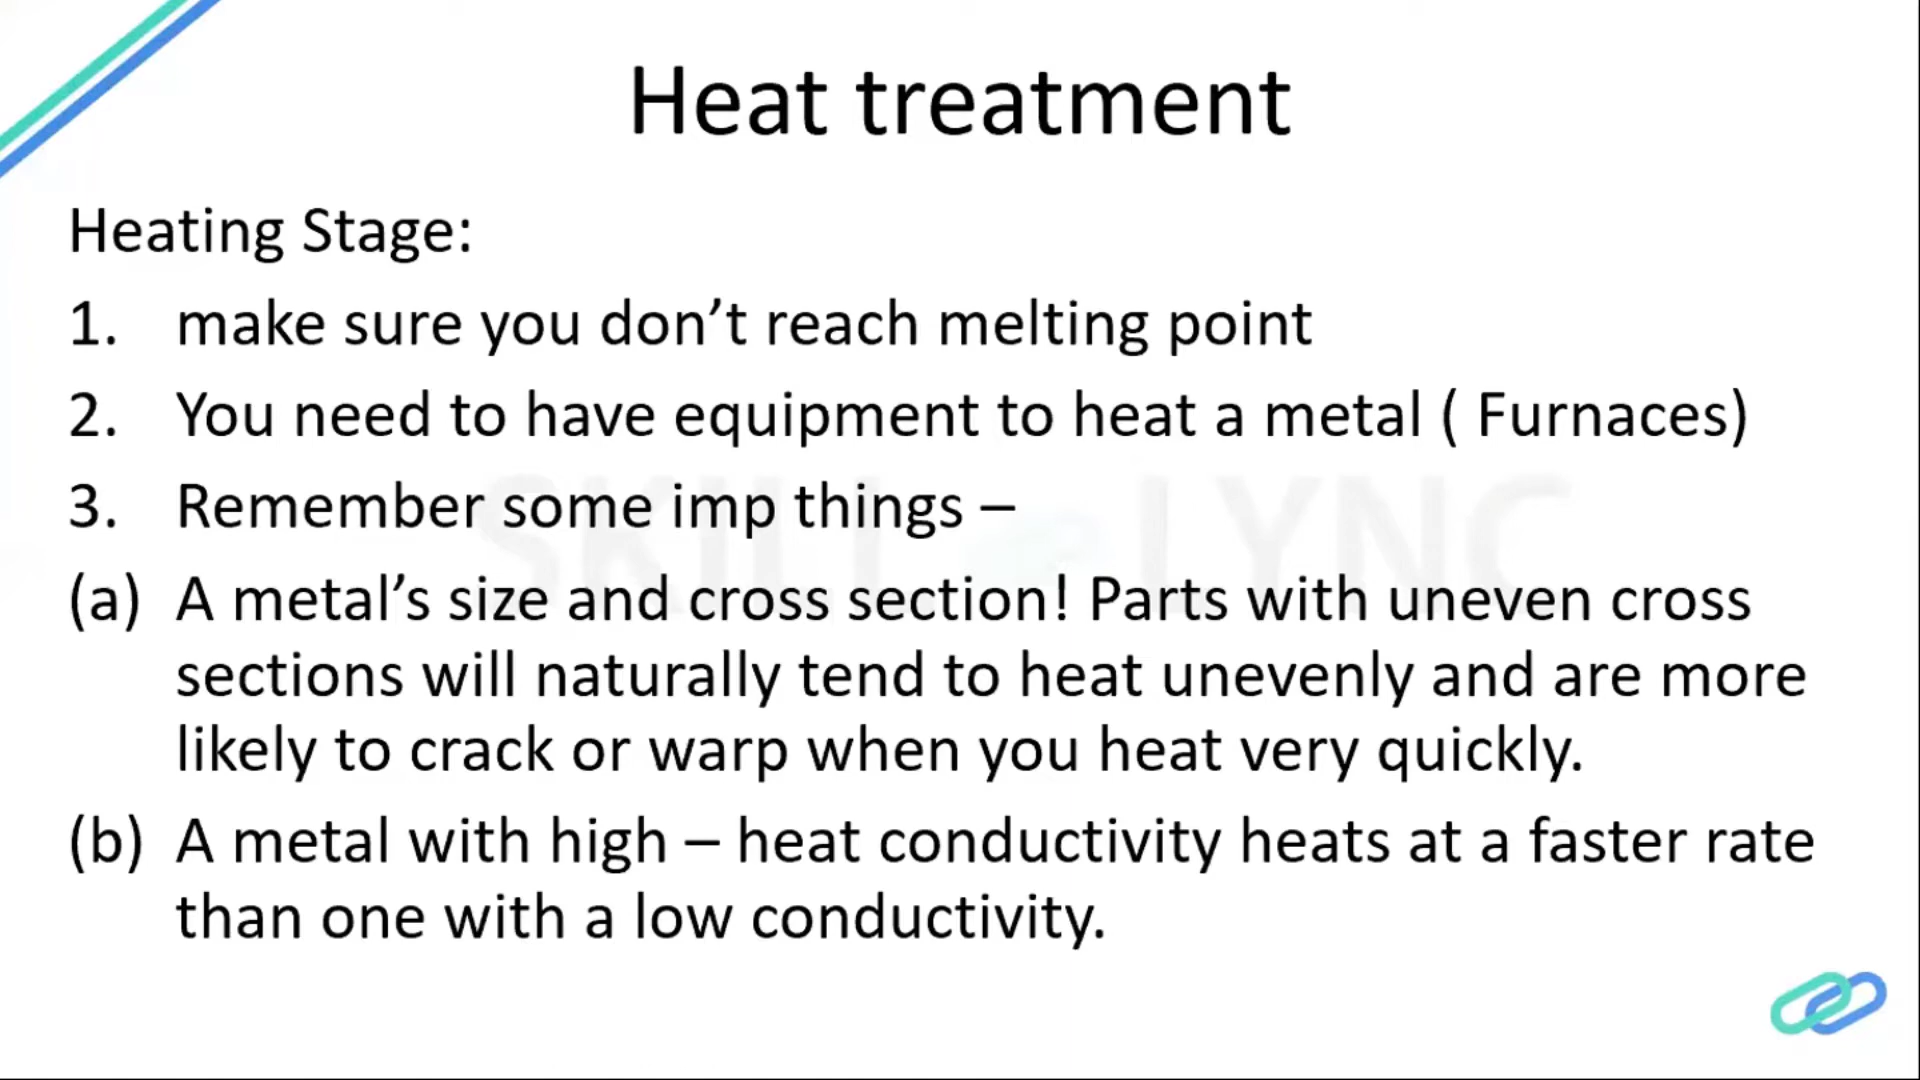 Heat treatment
Heating Stage:
1. make sure you don’t reach melting point
2. You need to have equipment to heat a metal ( Furnaces)
3. Remember some imp things –
SKILL LYNC
(a) A metal’s size and cross section! Parts with uneven cross
sections will naturally tend to heat unevenly and are more
likely to crack or warp when you heat very quickly.
(b) A metal with high – heat conductivity heats at a faster rate
than one with a low conductivity.